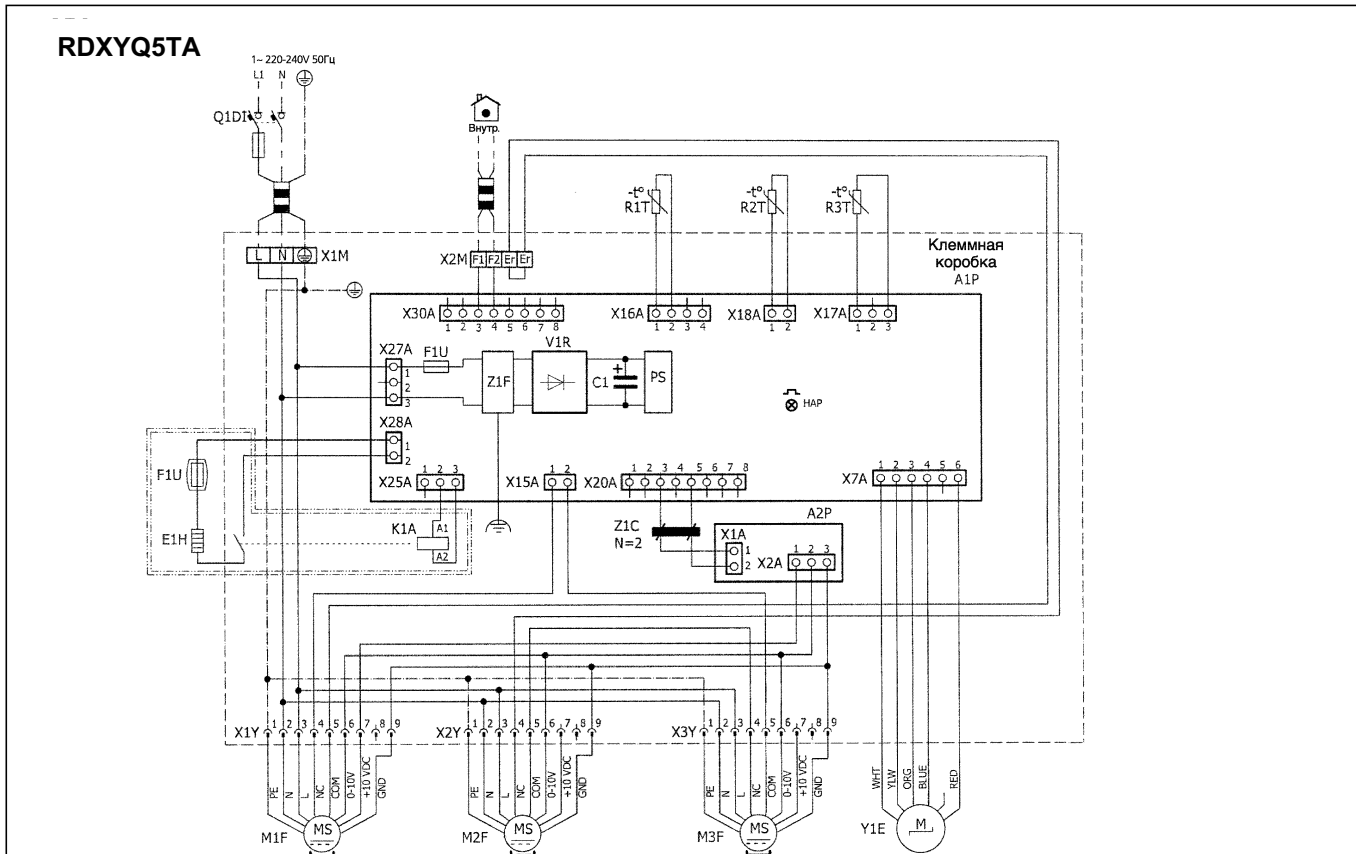 RDXYQ5TA
1~ 220-240V 50Гц
L1 N
Q1DI
Внутр.
-t° -t° -t°
R1T R2T R3T
Клеммная
коробка
A1P
L N X1M
X2M F1 F2 Er Er
X30A X16A X18A X17A
1 2 3 4 5 6 7 8 1 2 3 4 1 2 1 2 3
X27A F1U V1R
1 2 3
Z1F C1 + PS
HAP
X28A
1 2
F1U
1 2 3 1 2 1 2 3 4 5 6 7 8 1 2 3 4 5 6
X25A X15A X20A X7A
K1A A1
A2
E1H
Z1C
N=2
A2P
X1A
1
2
X2A 1 2 3
X1Y 1 2 3 4 5 6 7 8 9
X2Y 1 2 3 4 5 6 7 8 9
X3Y 1 2 3 4 5 6 7 8 9
PE N L NC COM 0-10V +10 VDC GND
PE N L NC COM 0-10V +10 VDC GND
PE N L NC COM 0-10V +10 VDC GND
WHT YLW ORG BLUE RED
M1F MS
M2F MS
M3F MS
Y1E M